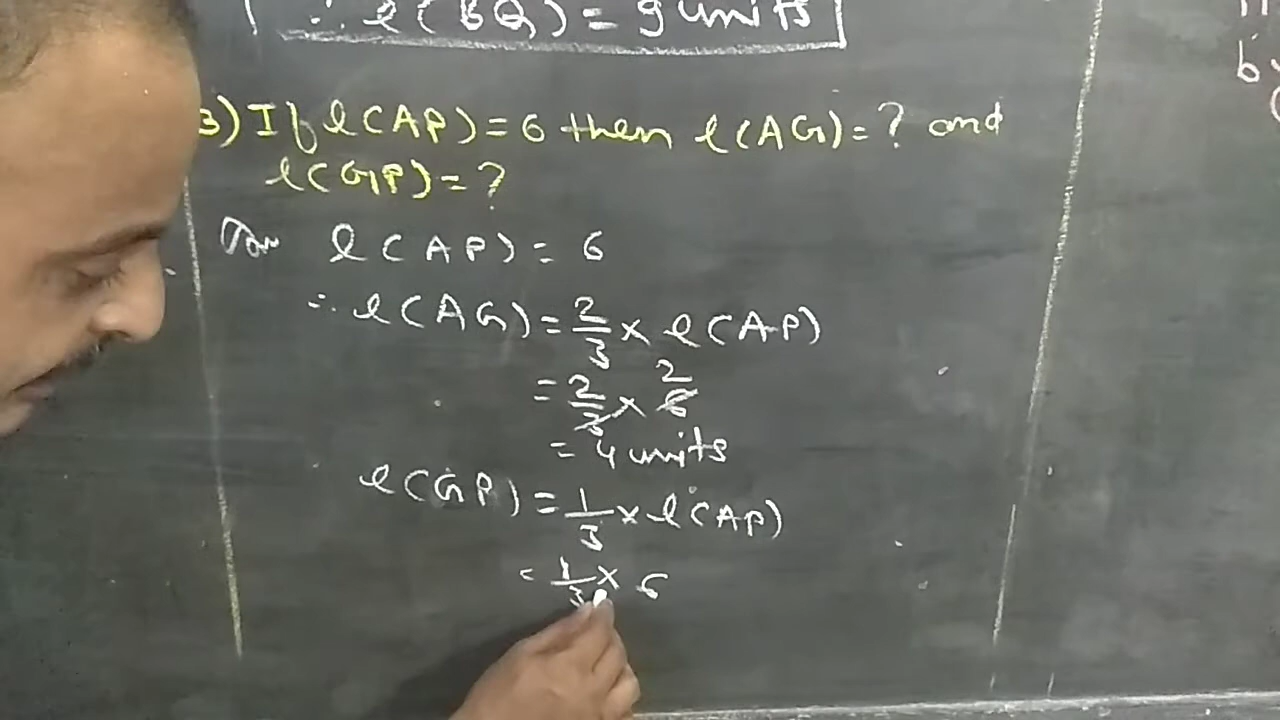 ∴ l(BQ) = 9 units
3) If l(AP) = 6 then l(AG) = ? and
l(GP) = ?
l(AP) = 6
∴ l(AG) = 2/3 × l(AP)
= 2/3 × 6 2
= 4 units
l(GP) = 1/3 × l(AP)
= 1/3 × 6